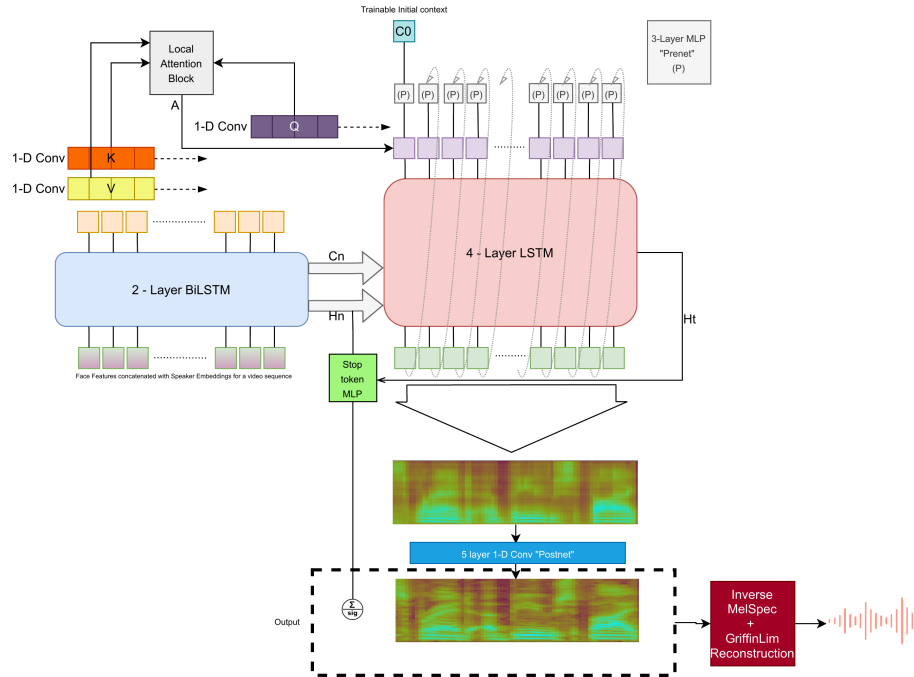 Trainable Initial context
C0
3-Layer MLP
"Prenet"
(P)
Local
Attention
Block
(P)
(P)
(P)
(P)
(P)
(P)
(P)
(P)
A
1-D Conv
Q
1-D Conv
K
1-D Conv
V
Cn
4 - Layer LSTM
2 - Layer BiLSTM
Hn
Ht
Face Features concatenated with Speaker Embeddings for a video sequence
Stop
token
MLP
5 layer 1-D Conv "Postnet"
Σ
sig
Output
Inverse
MelSpec
+
GriffinLim
Reconstruction